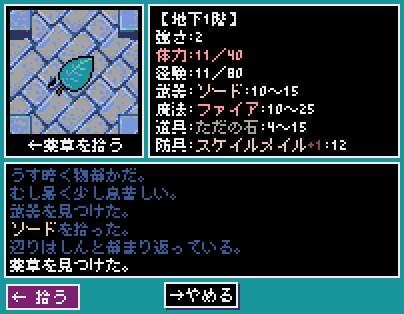 ←薬草を拾う
【地下1階】
強さ:2
体力:11／40
経験:11／80
武器:ソード:10〜15
魔法:ファイア:10〜25
道具:ただの石:4〜15
防具:スケイルメイル+1:12
うす暗く物静かだ。
むし暑く少し息苦しい。
武器を見つけた。
ソードを拾った。
辺りはしんと静まり返っている。
薬草を見つけた。
← 拾う
→やめる